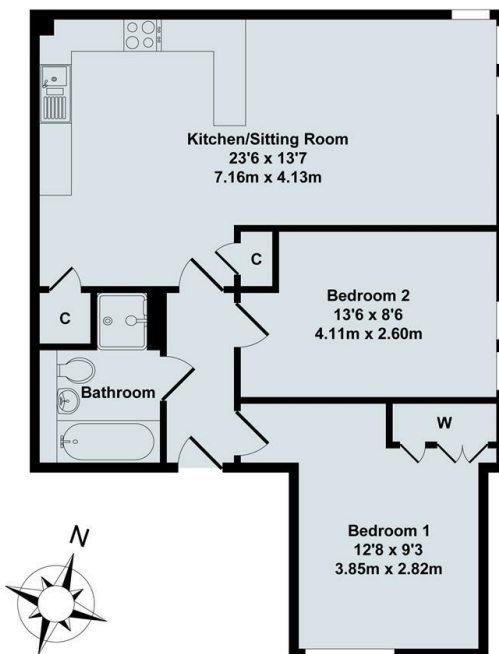 Kitchen/Sitting Room
23'6 x 13'7
7.16m x 4.13m
C
C
Bedroom 2
13'6 x 8'6
4.11m x 2.60m
Bathroom
W
Bedroom 1
12'8 x 9'3
3.85m x 2.82m
N